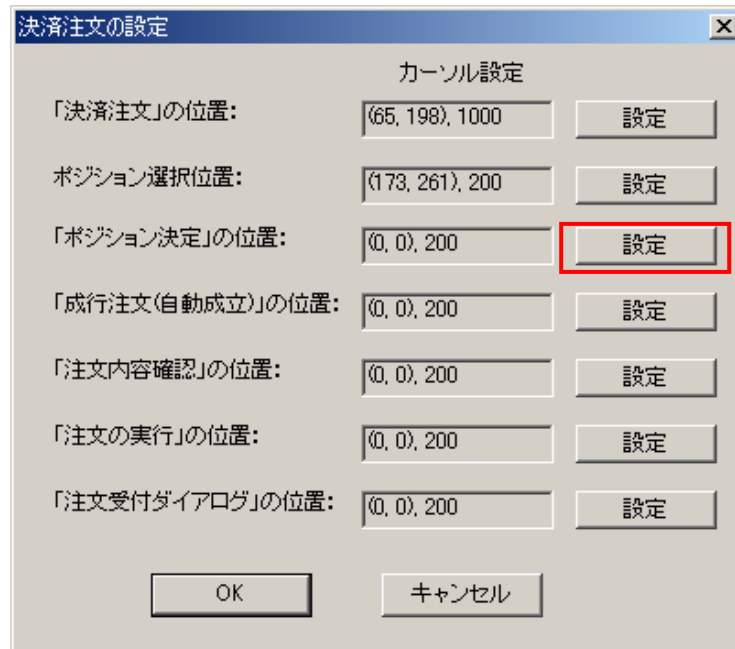 決済注文の設定
カーソル設定
「決済注文」の位置: (65, 198), 1000 設定
ポジション選択位置: (173, 261), 200 設定
「ポジション決定」の位置: (0, 0), 200 設定
「成行注文(自動成立)」の位置: (0, 0), 200 設定
「注文内容確認」の位置: (0, 0), 200 設定
「注文の実行」の位置: (0, 0), 200 設定
「注文受付ダイアログ」の位置: (0, 0), 200 設定
OK キャンセル